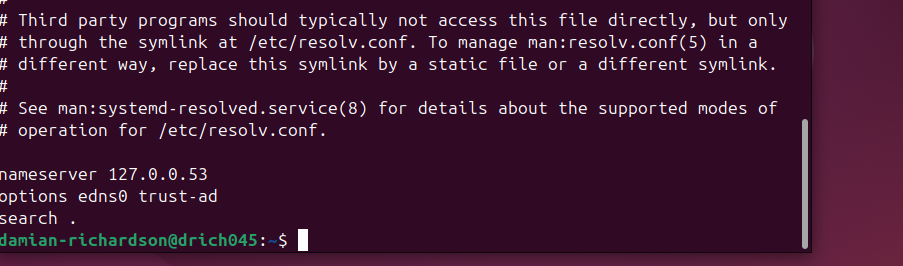 #
# Third party programs should typically not access this file directly, but only
# through the symlink at /etc/resolv.conf. To manage man:resolv.conf(5) in a
# different way, replace this symlink by a static file or a different symlink.
#
# See man:systemd-resolved.service(8) for details about the supported modes of
# operation for /etc/resolv.conf.

nameserver 127.0.0.53
options edns0 trust-ad
search .
damian-richardson@drich045:~$